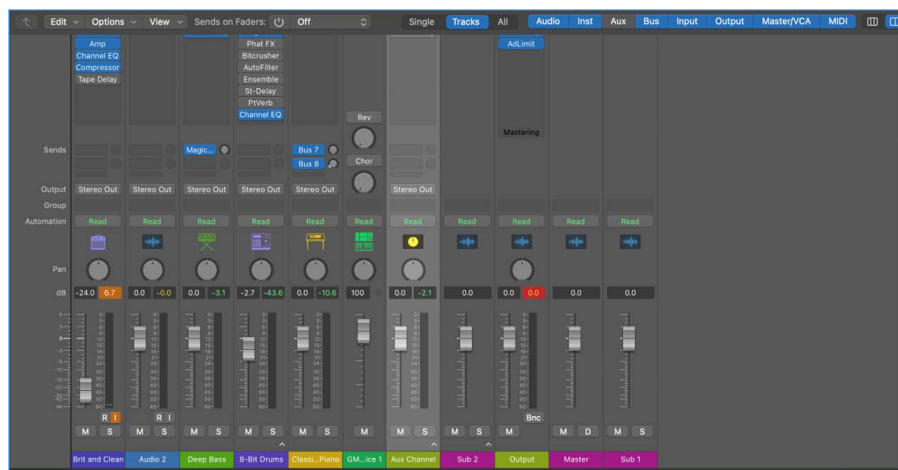 Edit Options View Sends on Faders: Off Single Tracks All Audio Inst Aux Bus Input Output Master/VCA MIDI
Amp Phat FX AdLimit
Channel EQ Bitcrusher
Compressor AutoFilter
Tape Delay Ensemble
St-Delay
PtVerb
Channel EQ Rev
Mastering
Sends Magic... Bus 7
Bus 8 Chor
Output Stereo Out Stereo Out Stereo Out Stereo Out Stereo Out Stereo Out
Group
Automation Read Read Read Read Read Read Read Read Read Read Read
Pan
dB -24.0 6.7 0.0 -0.0 0.0 -3.1 -2.7 -43.6 0.0 -10.6 100 0.0 -2.1 0.0 0.0 0.0 0.0 0.0
R I R I Bnc
M S M S M S M S M S M M S M M M D M
Brit and Clean Audio 2 Deep Bass 8-Bit Drums Classi...Piano GM...ice 1 Aux Channel Sub 2 Output Master Sub 1